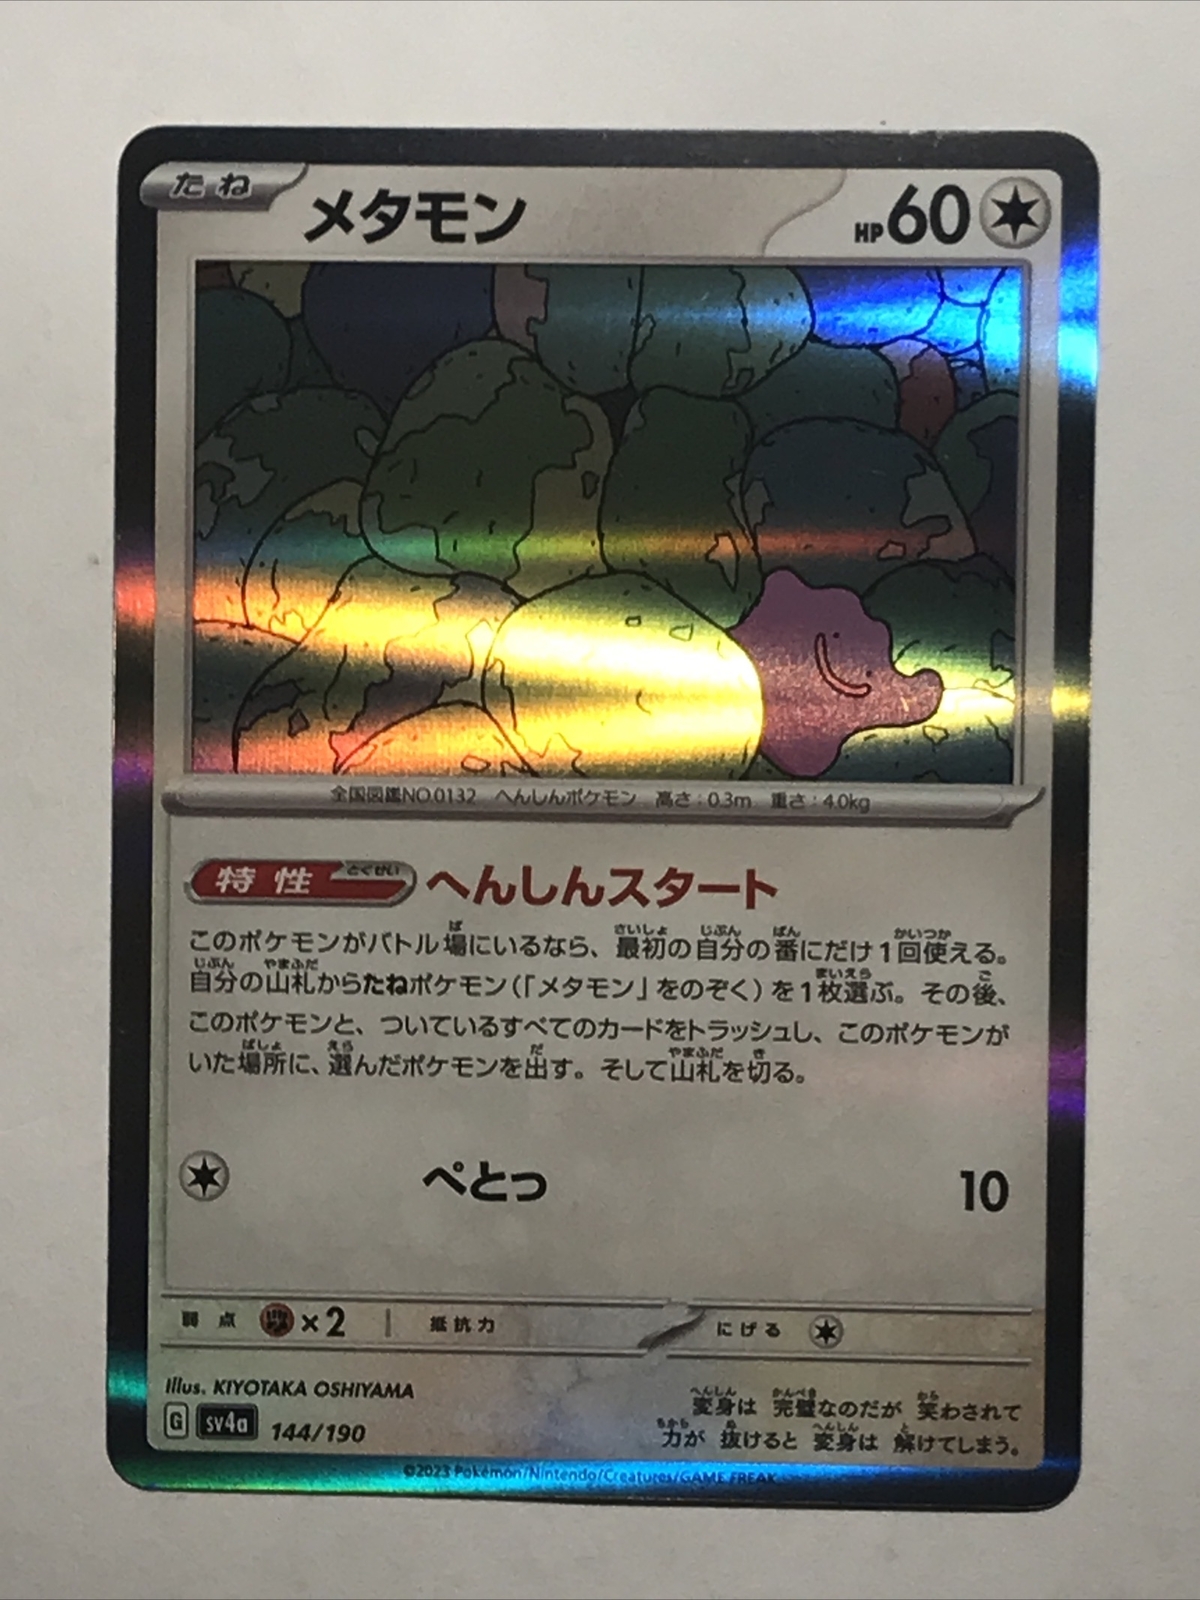 たね メタモン HP60
全国図鑑NO.0132 へんしんポケモン 高さ:0.3m 重さ:4.0kg
特性 とくせい へんしんスタート
このポケモンがバトル場にいるなら、最初の自分の番にだけ1回使える。
自分の山札からたねポケモン(「メタモン」をのぞく)を1枚選ぶ。その後、
このポケモンと、ついているすべてのカードをトラッシュし、このポケモンが
いた場所に、選んだポケモンを出す。そして山札を切る。
ぺとっ 10
弱点 ×2 抵抗力 にげる
Illus. KIYOTAKA OSHIYAMA
G sv4a 144/190
変身は 完璧なのだが 笑わされて
力が 抜けると 変身は 解けてしまう。
©2023 Pokémon/Nintendo/Creatures/GAME FREAK